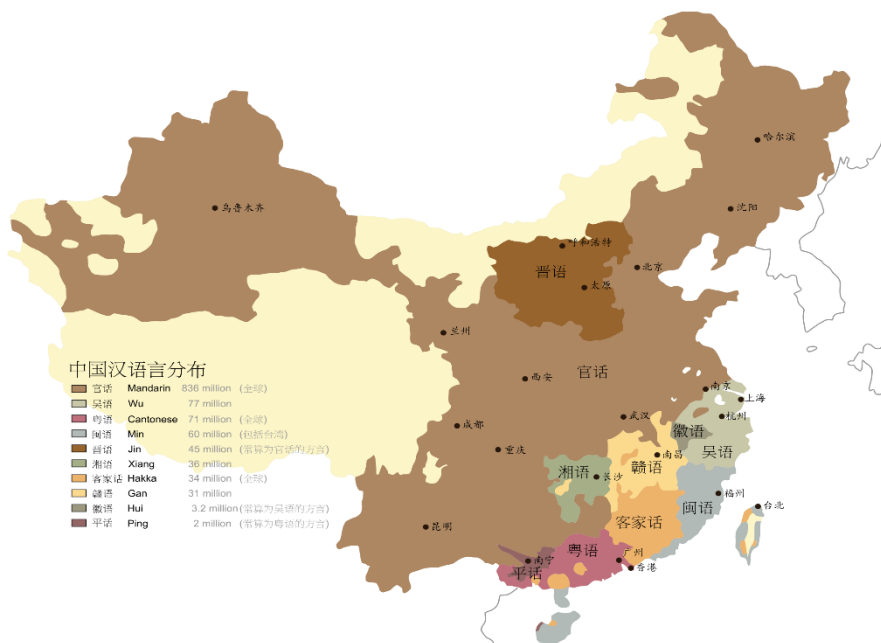 哈尔滨
沈阳
乌鲁木齐
呼和浩特
晋语
北京
太原
兰州
中国汉语言分布
官话 Mandarin 836 million (全球)
吴语 Wu 77 million
粤语 Cantonese 71 million (全球)
闽语 Min 60 million (包括台湾)
晋语 Jin 45 million (常算为官话的方言)
湘语 Xiang 36 million
客家话 Hakka 34 million (全球)
赣语 Gan 31 million
徽语 Hui 3.2 million (常算为吴语的方言)
平话 Ping 2 million (常算为粤语的方言)
西安
官话
南京
上海
成都
武汉
杭州
徽语
重庆
南昌
吴语
湘语
赣语
长沙
福州
闽语
台北
客家话
昆明
粤语
广州
南宁
香港
平话